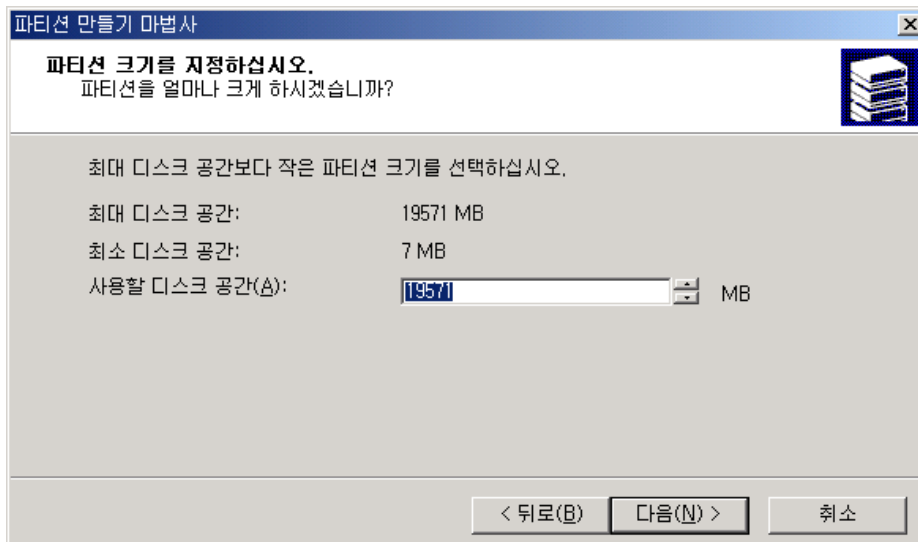 파티션 만들기 마법사
파티션 크기를 지정하십시오.
파티션을 얼마나 크게 하시겠습니까?
최대 디스크 공간보다 작은 파티션 크기를 선택하십시오.
최대 디스크 공간: 19571 MB
최소 디스크 공간: 7 MB
사용할 디스크 공간(A): 19571 MB
< 뒤로(B) 다음(N) > 취소